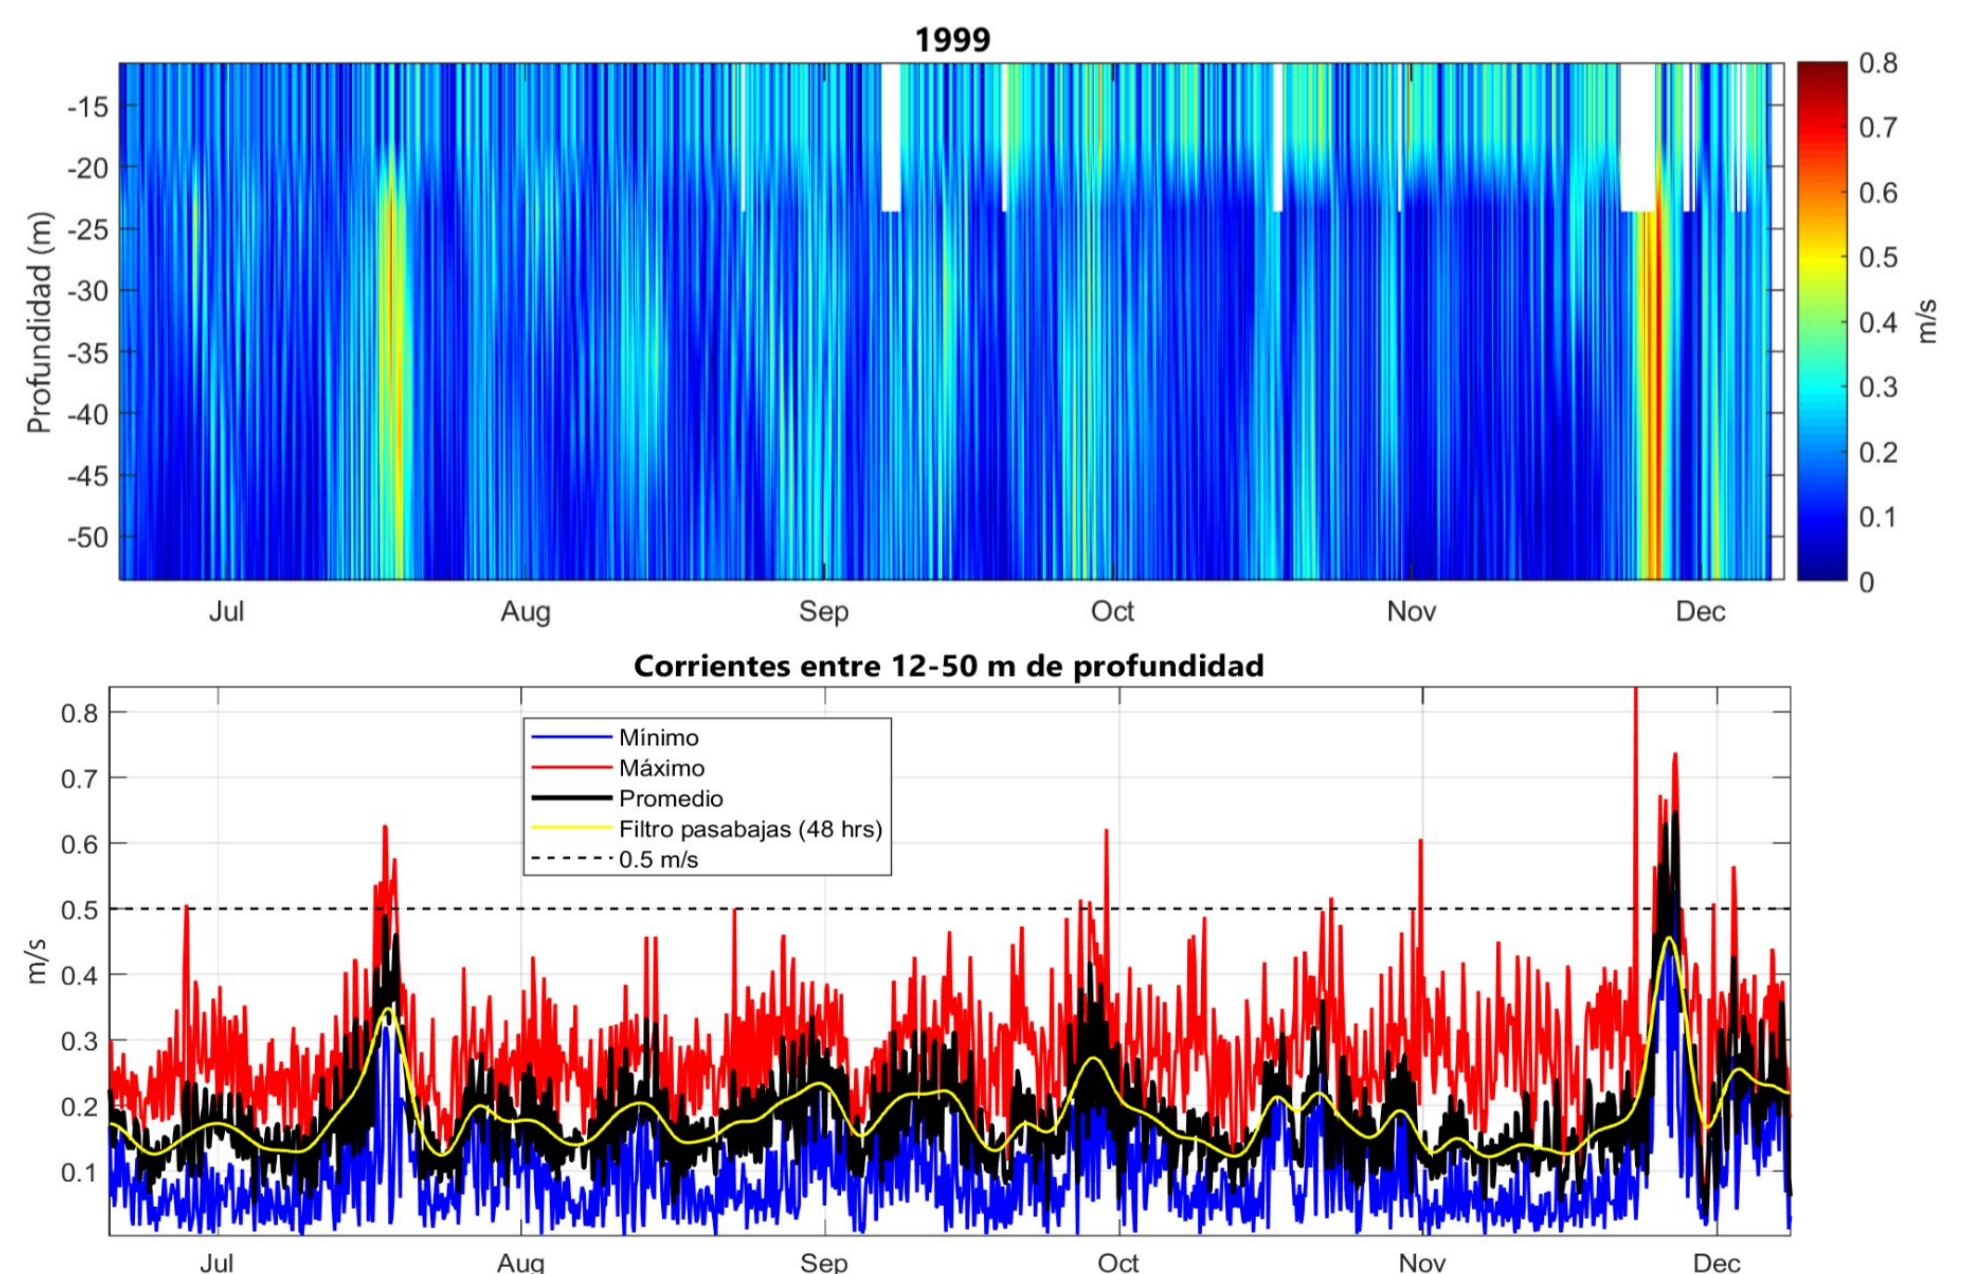 1999
Profundidad (m)
-15
-20
-25
-30
-35
-40
-45
-50
Jul Aug Sep Oct Nov Dec
0.8
0.7
0.6
0.5
0.4
0.3
0.2
0.1
0
m/s
Corrientes entre 12-50 m de profundidad
m/s
0.8
0.7
0.6
0.5
0.4
0.3
0.2
0.1
Mínimo
Máximo
Promedio
Filtro pasabajas (48 hrs)
0.5 m/s
Jul Aug Sep Oct Nov Dec